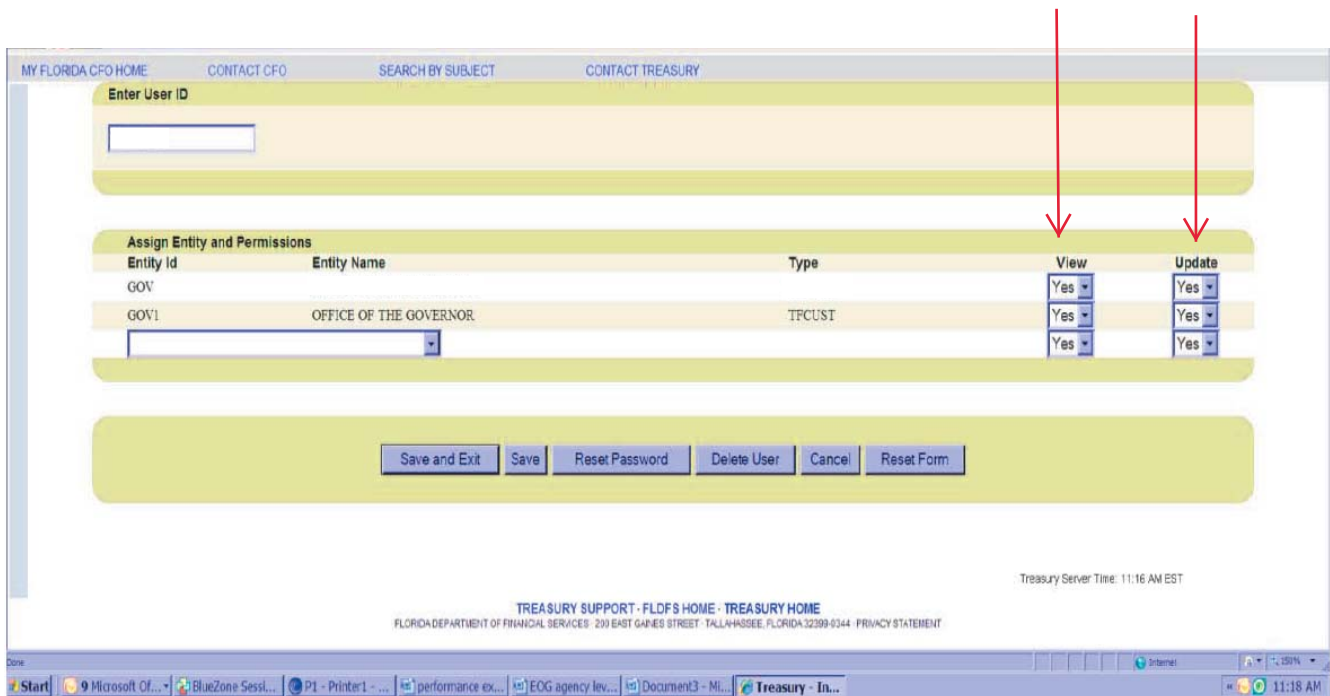 MY FLORIDA CFO HOME CONTACT CFO SEARCH BY SUBJECT CONTACT TREASURY
Enter User ID
Assign Entity and Permissions
Entity Id Entity Name Type View Update
GOV Yes Yes
GOV1 OFFICE OF THE GOVERNOR TFCUST Yes Yes
Yes Yes
Save and Exit Save Reset Password Delete User Cancel Reset Form
Treasury Server Time: 11:16 AM EST
TREASURY SUPPORT - FLDFS HOME - TREASURY HOME
FLORIDA DEPARTMENT OF FINANCIAL SERVICES - 200 EAST GAINES STREET - TALLAHASSEE, FLORIDA 32399-0344 - PRIVACY STATEMENT
Done Internet 150%
Start 9 Microsoft Of... BlueZone Sessi... P1 - Printer1 - ... performance ex... EOG agency lev... Document3 - Mi... Treasury - In... 11:18 AM